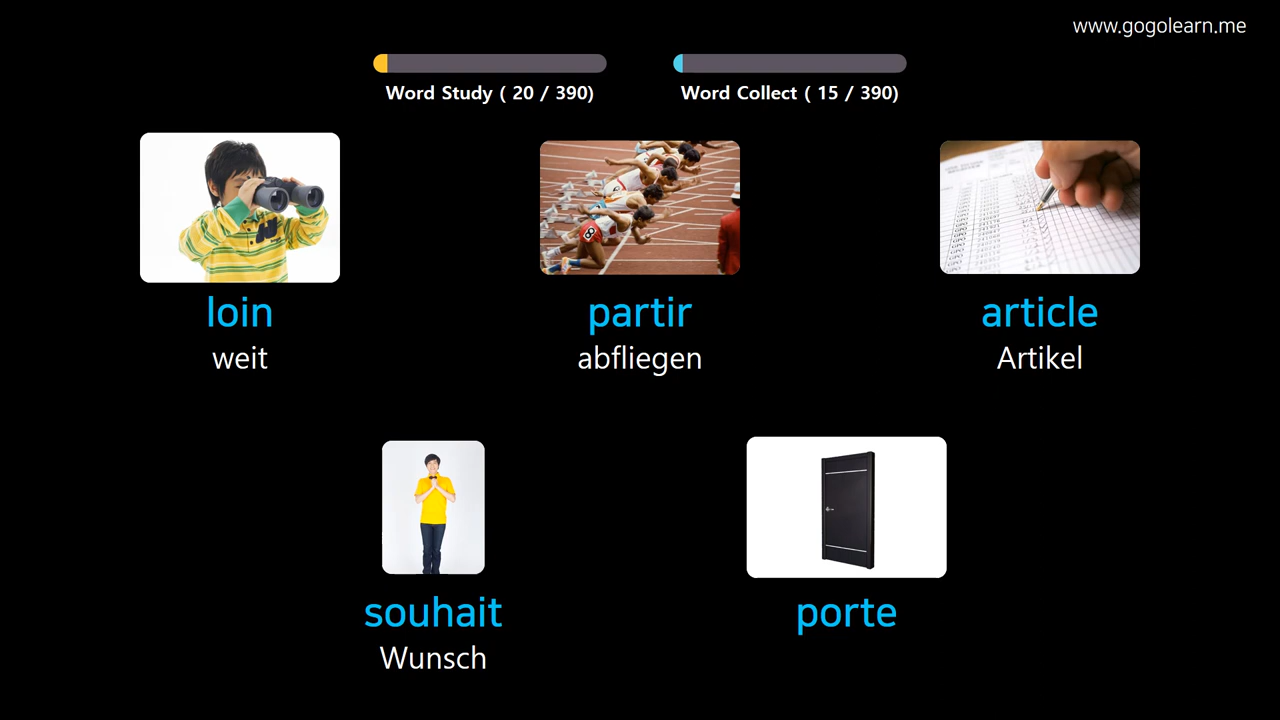 www.gogolearn.me
Word Study ( 20 / 390)
Word Collect ( 15 / 390)
loin
weit
partir
abfliegen
article
Artikel
souhait
Wunsch
porte